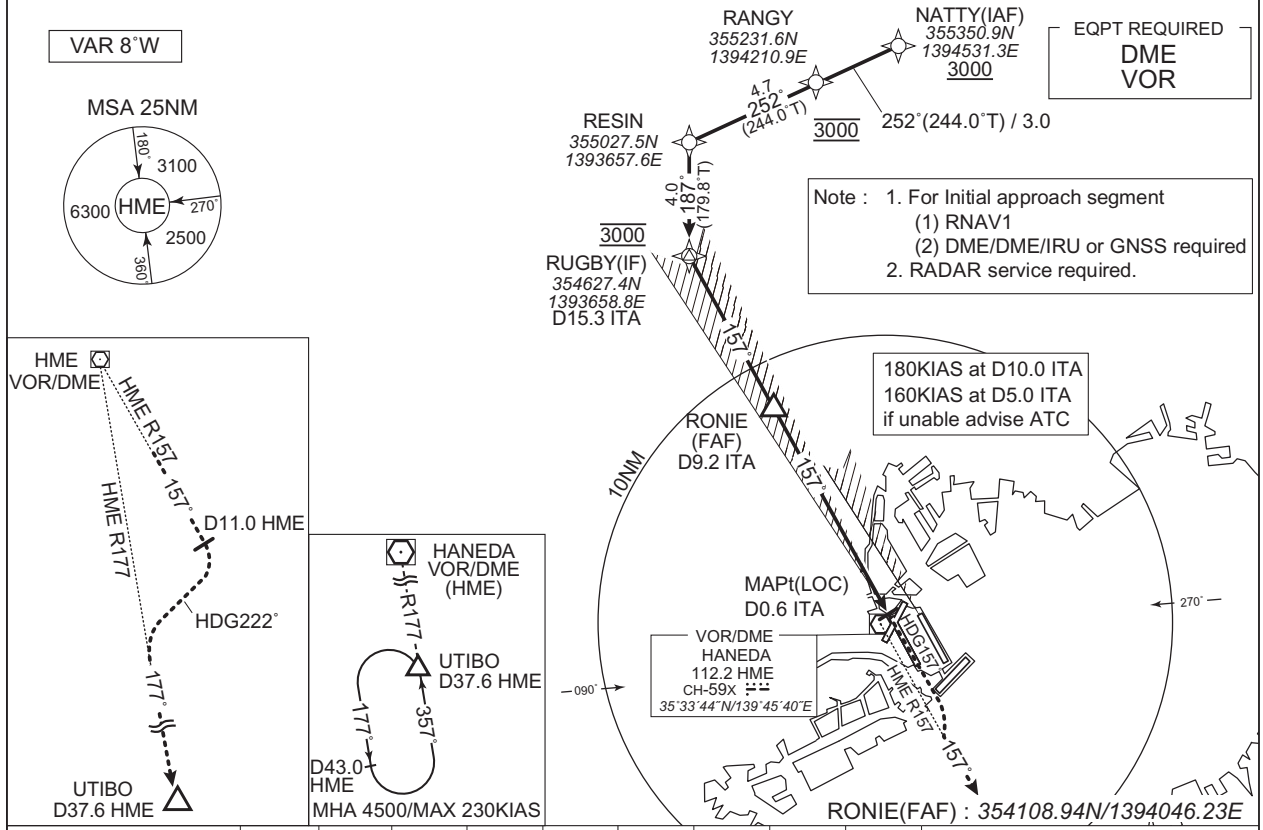 VAR 8°W
MSA 25NM
180°
3100
6300
HME
270°
2500
360°
RANGY
355231.6N
1394210.9E
NATTY(IAF)
355350.9N
1394531.3E
3000
EQPT REQUIRED
DME
VOR
4.7
252°
(244.0°T)
3000
252°(244.0°T) / 3.0
RESIN
355027.5N
1393657.6E
4.0
187°
(179.8°T)
Note : 1. For Initial approach segment
(1) RNAV1
(2) DME/DME/IRU or GNSS required
2. RADAR service required.
3000
RUGBY(IF)
354627.4N
1393658.8E
D15.3 ITA
157°
HME
VOR/DME
HME R157
157°
HME R177
D11.0 HME
HDG222°
177°
UTIBO
D37.6 HME
HANEDA
VOR/DME
(HME)
R177
UTIBO
D37.6 HME
177°
357°
D43.0
HME
MHA 4500/MAX 230KIAS
180KIAS at D10.0 ITA
160KIAS at D5.0 ITA
if unable advise ATC
RONIE
(FAF)
D9.2 ITA
10NM
157°
MAPt(LOC)
D0.6 ITA
270°
VOR/DME
HANEDA
112.2 HME
CH-59X
35°33′44″N/139°45′40″E
090°
HDG157
HME R157
157°
RONIE(FAF) : 354108.94N/1394046.23E